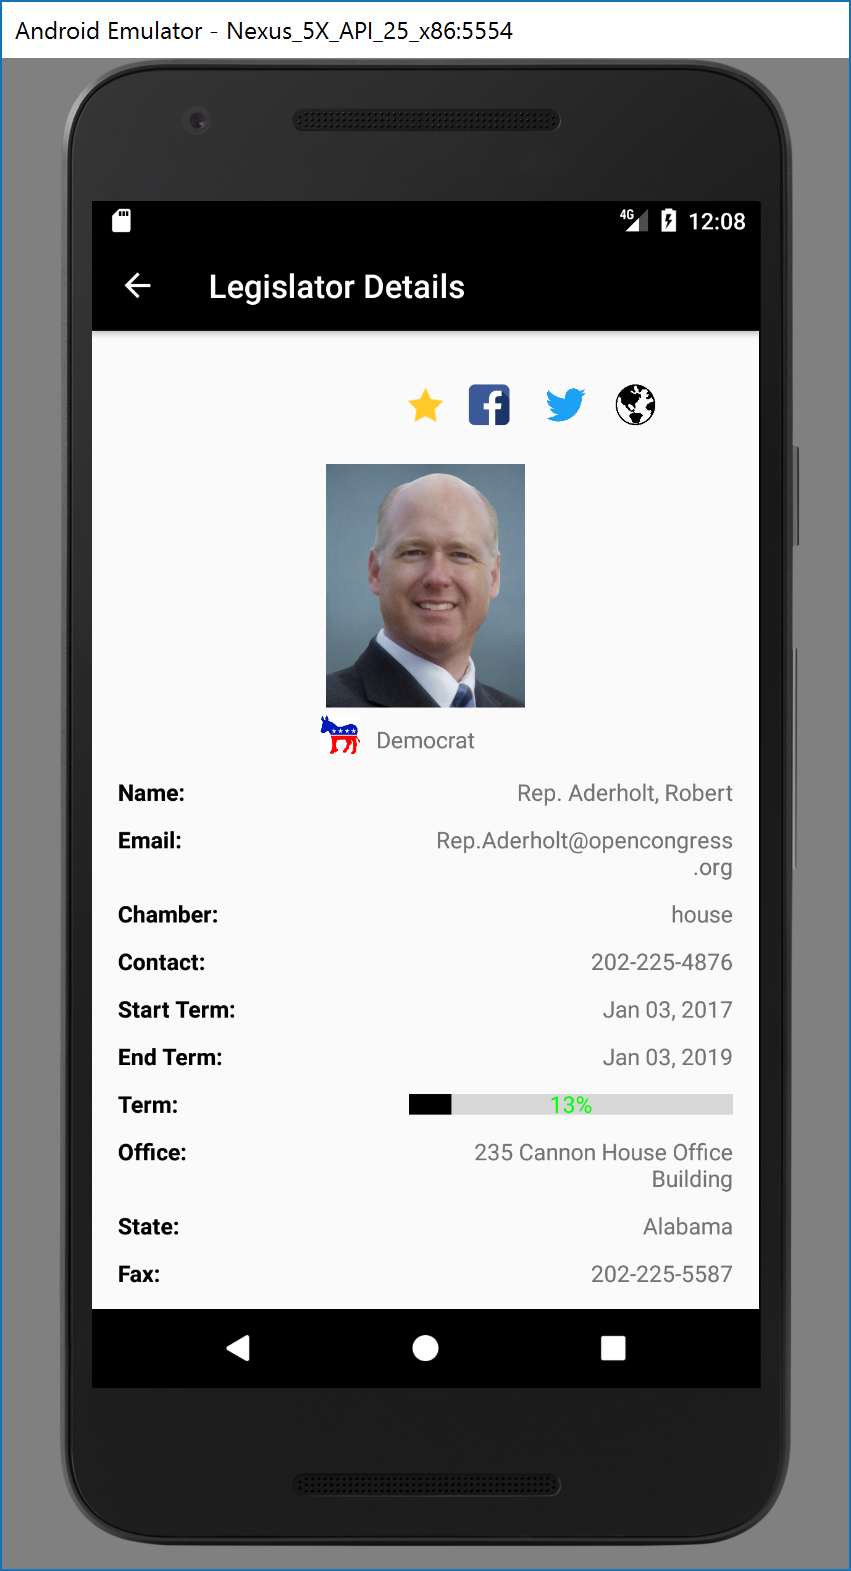 Android Emulator - Nexus_5X_API_25_x86:5554
4G 12:08
Legislator Details
Democrat
Name: Rep. Aderholt, Robert
Email: Rep.Aderholt@opencongress
.org
Chamber: house
Contact: 202-225-4876
Start Term: Jan 03, 2017
End Term: Jan 03, 2019
Term: 13%
Office: 235 Cannon House Office
Building
State: Alabama
Fax: 202-225-5587